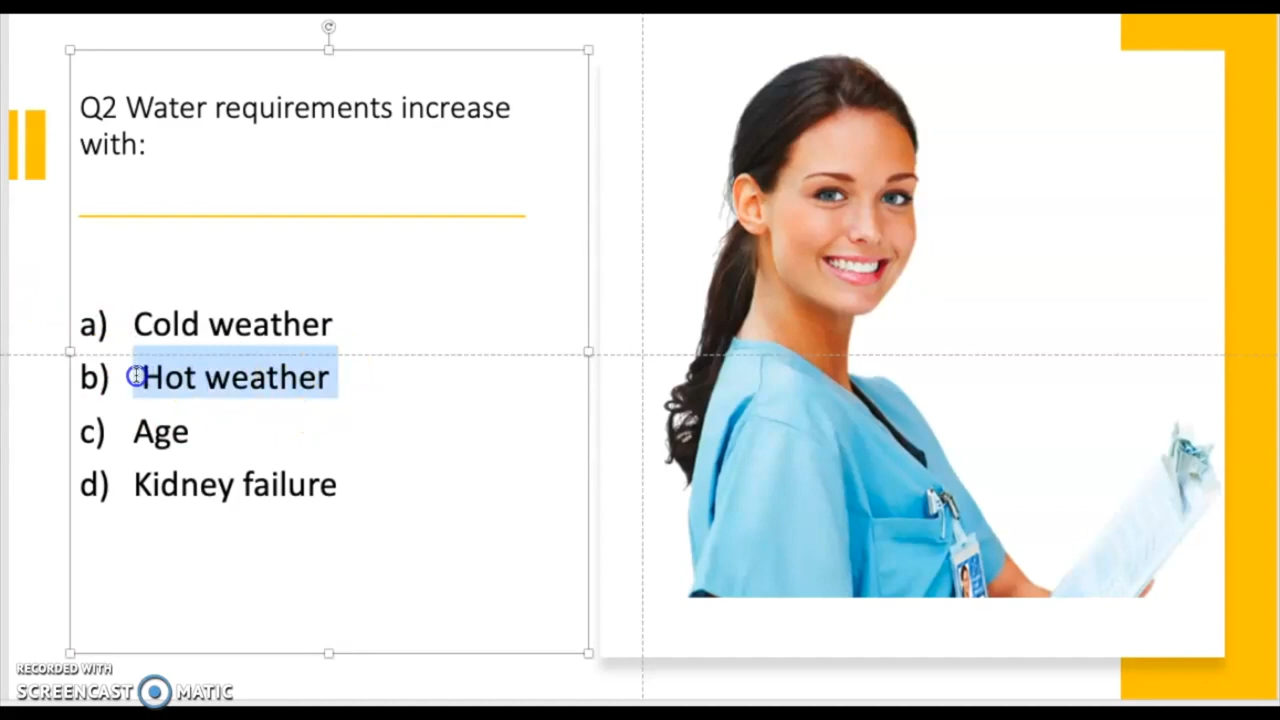 Q2 Water requirements increase
with:
a) Cold weather
b) Hot weather
c) Age
d) Kidney failure
RECORDED WITH
SCREENCAST MATIC